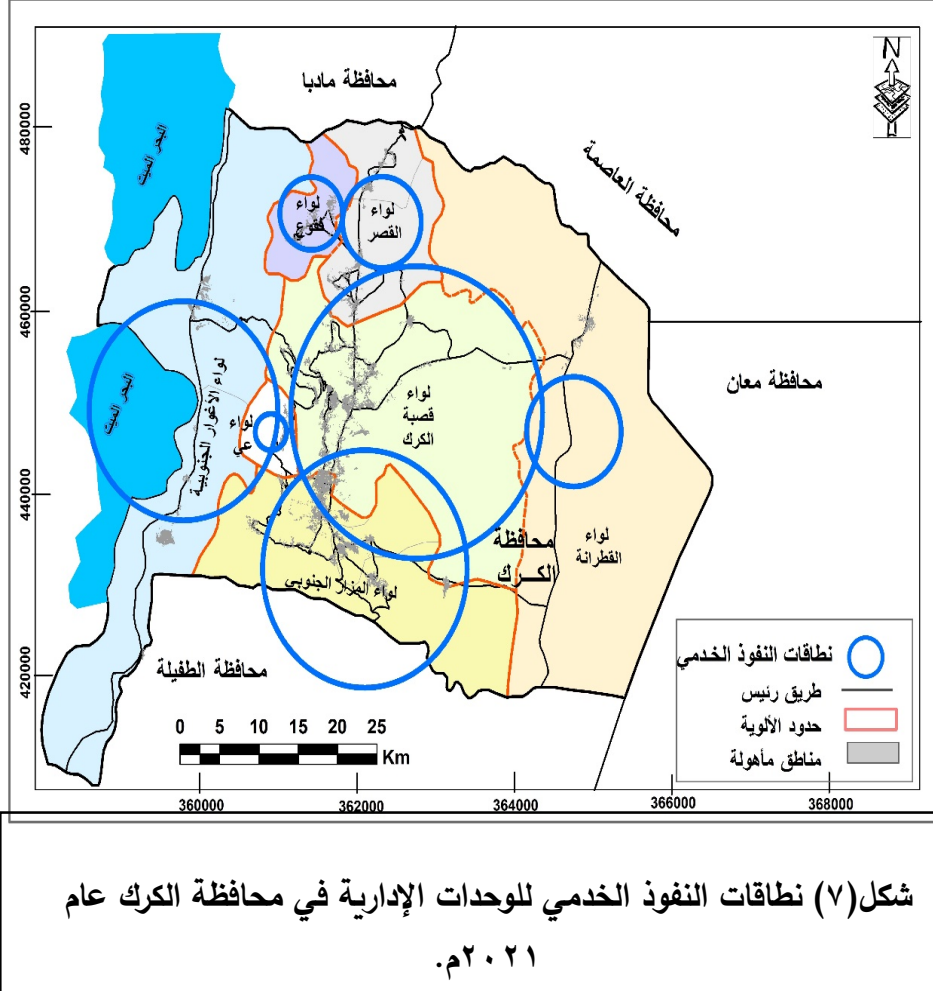 محافظة مادبا
N
480000
محافظة العاصمة
البحر الميت
لواء
فقوع
لواء
القصر
460000
محافظة معان
البحر الميت
لواء الأغوار الجنوبية
لواء
عي
لواء
قصبة
الكرك
440000
محافظة
الكرك
لواء
القطرانة
لواء المزار الجنوبي
420000
محافظة الطفيلة
نطاقات النفوذ الخدمي
طريق رئيس
حدود الألوية
مناطق مأهولة
0 5 10 15 20 25
Km
360000 362000 364000 366000 368000
شكل(٧) نطاقات النفوذ الخدمي للوحدات الإدارية في محافظة الكرك عام
٢٠٢١م.